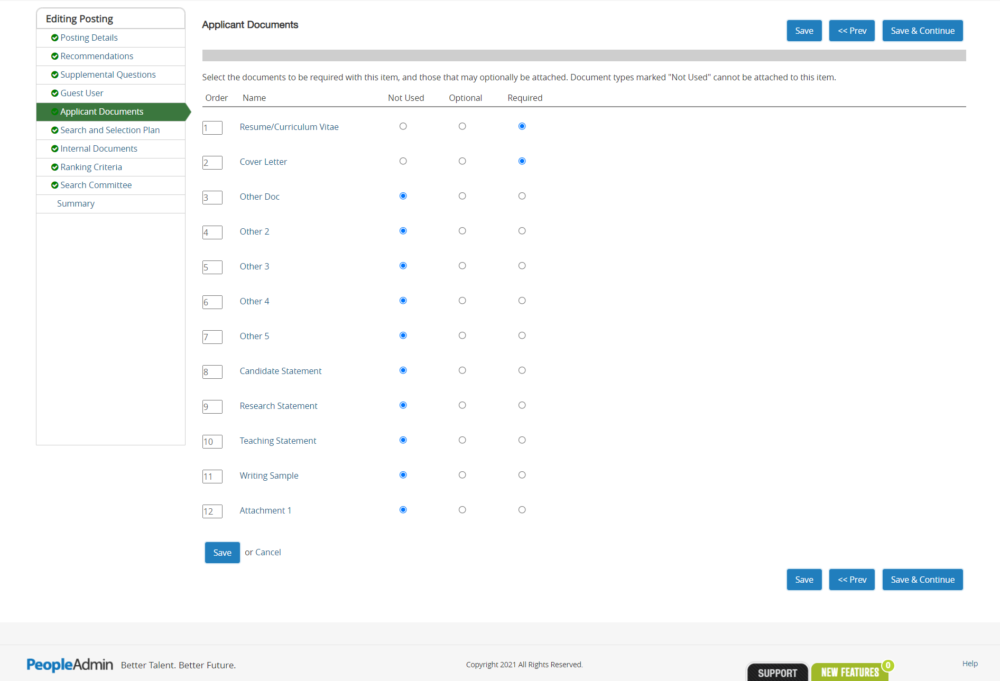 Editing Posting
Posting Details
Recommendations
Supplemental Questions
Guest User
Applicant Documents
Search and Selection Plan
Internal Documents
Ranking Criteria
Search Committee
Summary
Applicant Documents
Save << Prev Save & Continue
Select the documents to be required with this item, and those that may optionally be attached. Document types marked "Not Used" cannot be attached to this item.
Order Name Not Used Optional Required
1 Resume/Curriculum Vitae
2 Cover Letter
3 Other Doc
4 Other 2
5 Other 3
6 Other 4
7 Other 5
8 Candidate Statement
9 Research Statement
10 Teaching Statement
11 Writing Sample
12 Attachment 1
Save or Cancel
Save << Prev Save & Continue
PeopleAdmin Better Talent. Better Future.
Copyright 2021 All Rights Reserved.
SUPPORT
NEW FEATURES 0
Help